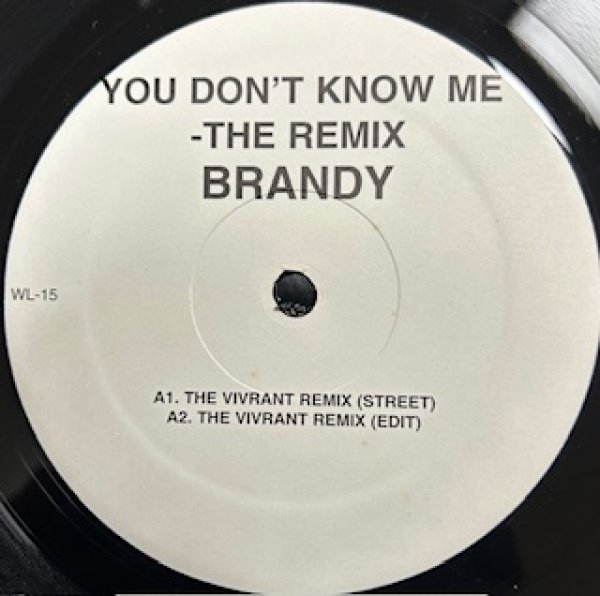 YOU DON'T KNOW ME
-THE REMIX
BRANDY
WL-15
A1. THE VIVRANT REMIX (STREET)
A2. THE VIVRANT REMIX (EDIT)